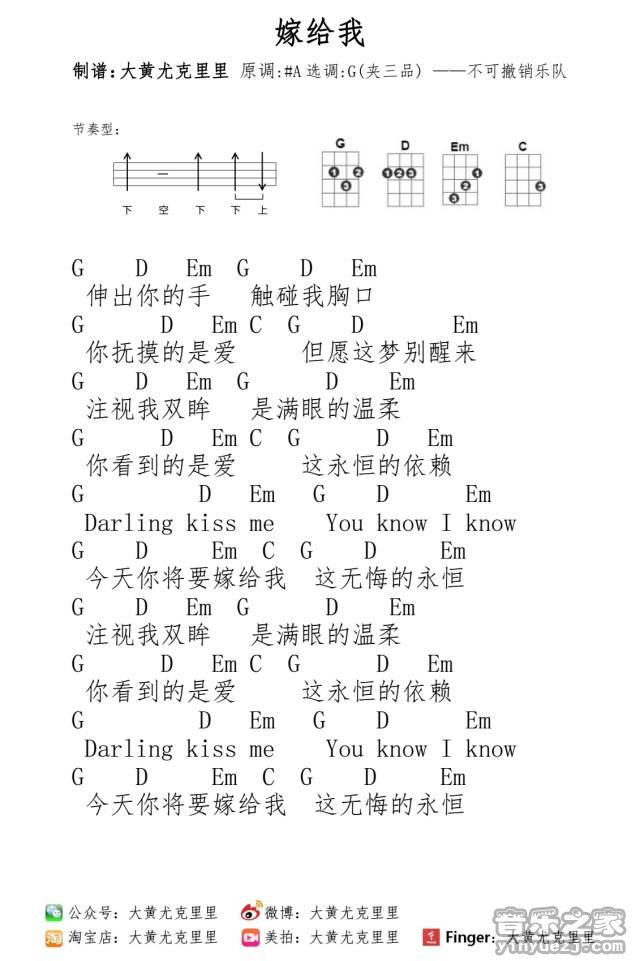 嫁给我
制谱:大黄尤克里里 原调:#A 选调:G(夹三品) ——不可撤销乐队
节奏型:
G D Em C
1 2 3 1 2 3 1 2 3 3
下 空 下 下 上
G D Em G D Em
伸出你的手 触碰我胸口
G D Em C G D Em
你抚摸的是爱 但愿这梦别醒来
G D Em G D Em
注视我双眸 是满眼的温柔
G D Em C G D Em
你看到的是爱 这永恒的依赖
G D Em G D Em
Darling kiss me You know I know
G D Em C G D Em
今天你将要嫁给我 这无悔的永恒
G D Em G D Em
注视我双眸 是满眼的温柔
G D Em C G D Em
你看到的是爱 这永恒的依赖
G D Em G D Em
Darling kiss me You know I know
G D Em C G D Em
今天你将要嫁给我 这无悔的永恒
公众号: 大黄尤克里里 微博: 大黄尤克里里
淘宝店: 大黄尤克里里 美拍: 大黄尤克里里 Finger: 大黄尤克里里
音乐之家
yinyuezj.com